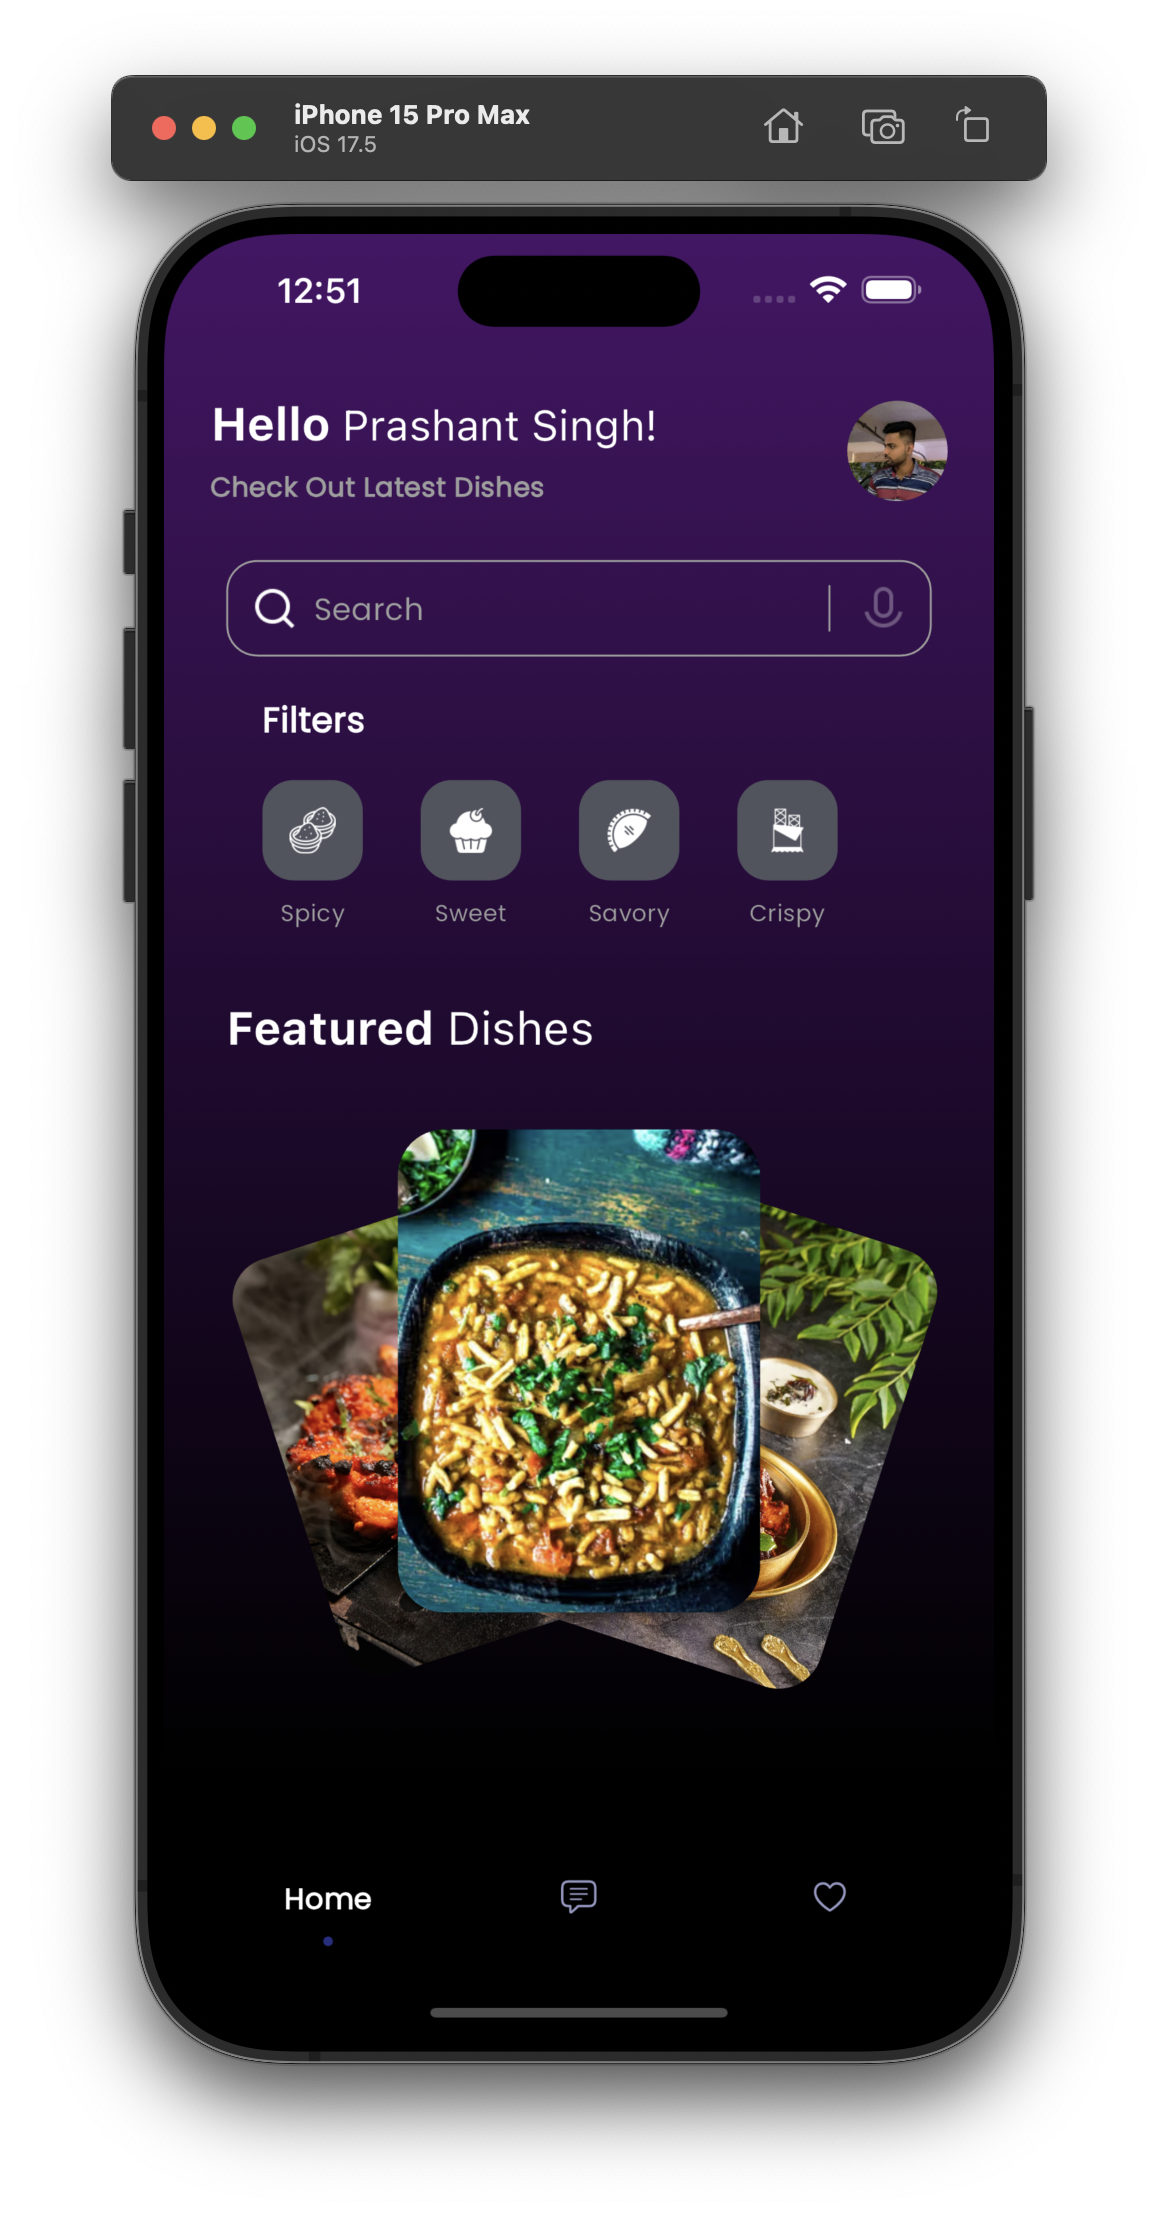 iPhone 15 Pro Max
iOS 17.5
12:51
Hello Prashant Singh!
Check Out Latest Dishes
Search
Filters
Spicy
Sweet
Savory
Crispy
Featured Dishes
Home